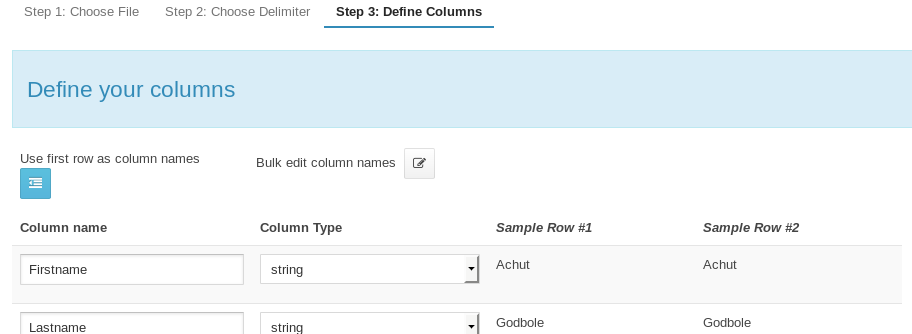 Step 1: Choose File Step 2: Choose Delimiter Step 3: Define Columns
Define your columns
Use first row as column names Bulk edit column names
Column name Column Type Sample Row #1 Sample Row #2
Firstname string Achut Achut
Lastname string Godbole Godbole